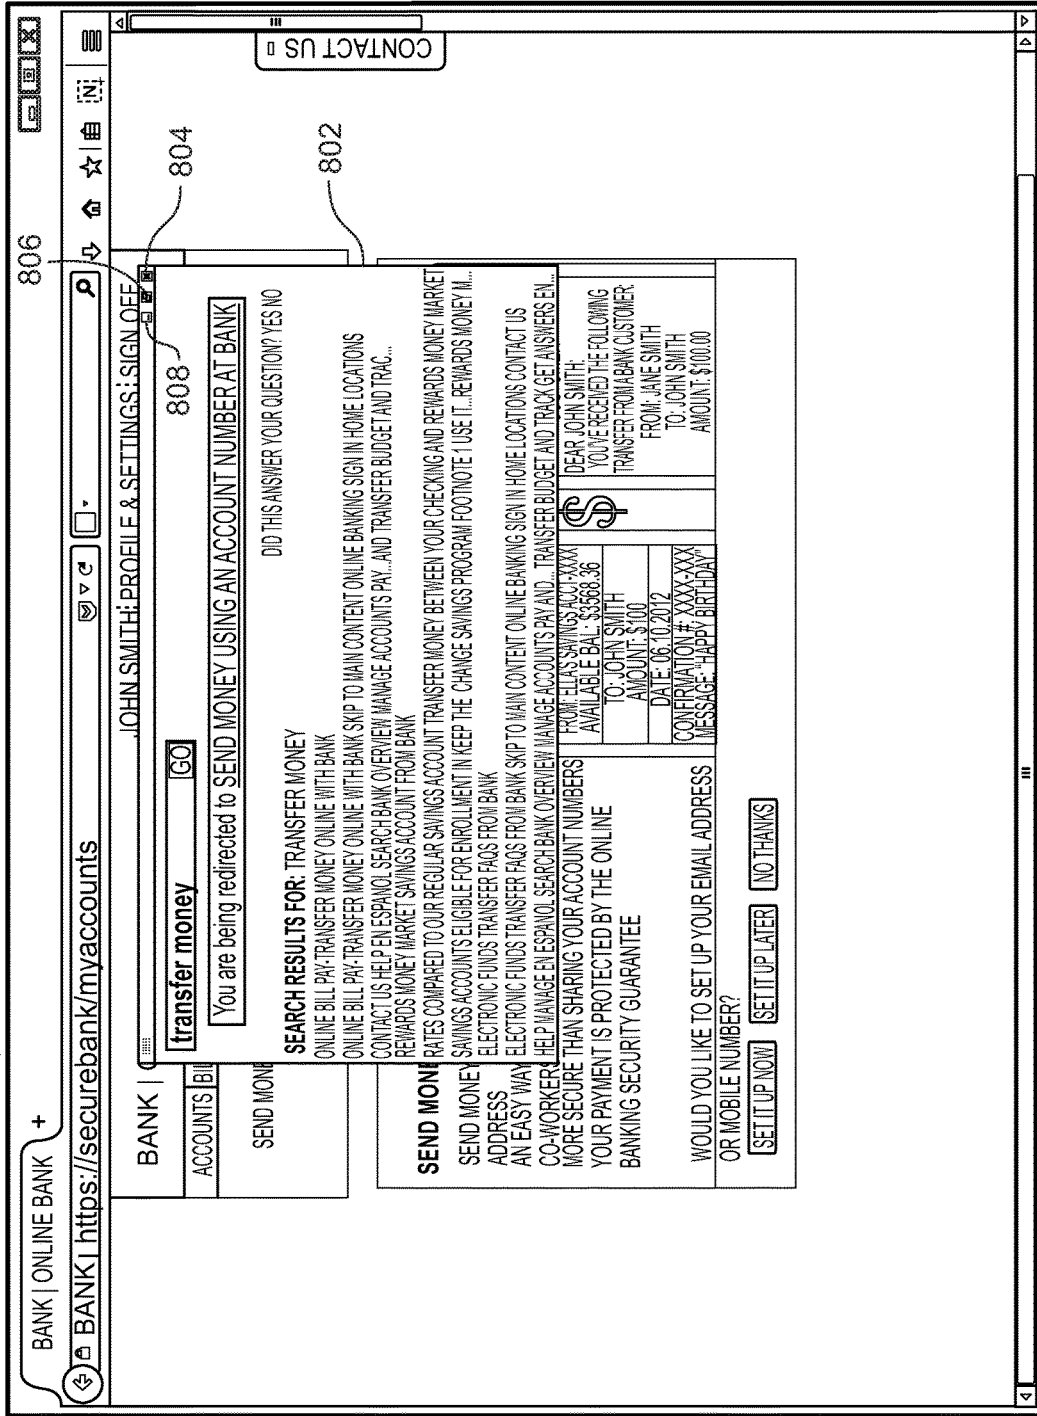 BANK | ONLINE BANK +
BANK | https://securebank/myaccounts
806
JOHN SMITH PROFILE & SETTINGS SIGN OFF
808
804
802
CONTACT US
BANK |
ACCOUNTS BI
SEND MON
transfer money GO
You are being redirected to SEND MONEY USING AN ACCOUNT NUMBER AT BANK
DID THIS ANSWER YOUR QUESTION? YES NO
SEARCH RESULTS FOR: TRANSFER MONEY
ONLINE BILL PAY-TRANSFER MONEY ONLINE WITH BANK
ONLINE BILL PAY-TRANSFER MONEY ONLINE WITH BANK SKIP TO MAIN CONTENT ONLINE BANKING SIGN IN HOME LOCATIONS
CONTACT US HELP EN ESPANOL SEARCH BANK OVERVIEW MANAGE ACCOUNTS PAY...AND TRANSFER BUDGET AND TRAC...
REWARDS MONEY MARKET SAVINGS ACCOUNT FROM BANK
RATES COMPARED TO OUR REGULAR SAVINGS ACCOUNT TRANSFER MONEY BETWEEN YOUR CHECKING AND REWARDS MONEY MARKET
SAVINGS ACCOUNTS ELIGIBLE FOR ENROLLMENT IN KEEP THE CHANGE SAVINGS PROGRAM FOOTNOTE 1 USE IT...REWARDS MONEY M...
ELECTRONIC FUNDS TRANSFER FAQS FROM BANK
ELECTRONIC FUNDS TRANSFER FAQS FROM BANK SKIP TO MAIN CONTENT ONLINE BANKING SIGN IN HOME LOCATIONS CONTACT US
HELP MANAGE EN ESPANOL SEARCH BANK OVERVIEW MANAGE ACCOUNTS PAY AND... TRANSFER BUDGET AND TRACK GET ANSWERS EN...
SEND MON
SEND MONEY
ADDRESS
AN EASY WAY
CO-WORKERS
MORE SECURE THAN SHARING YOUR ACCOUNT NUMBERS
YOUR PAYMENT IS PROTECTED BY THE ONLINE
BANKING SECURITY GUARANTEE
FROM: ELLAS SAVINGS ACCT-XXXX
AVAILABLE BAL: $3568.36
TO: JOHN SMITH
AMOUNT: $100
DATE: 06.10.2012
CONFIRMATION #: XXXX-XXX
MESSAGE: "HAPPY BIRTHDAY"
$
DEAR JOHN SMITH:
YOU'VE RECEIVED THE FOLLOWING
TRANSFER FROM A BANK CUSTOMER:
FROM: JANE SMITH
TO: JOHN SMITH
AMOUNT: $100.00
WOULD YOU LIKE TO SET UP YOUR EMAIL ADDRESS
OR MOBILE NUMBER?
SET IT UP NOW SET IT UP LATER NO THANKS